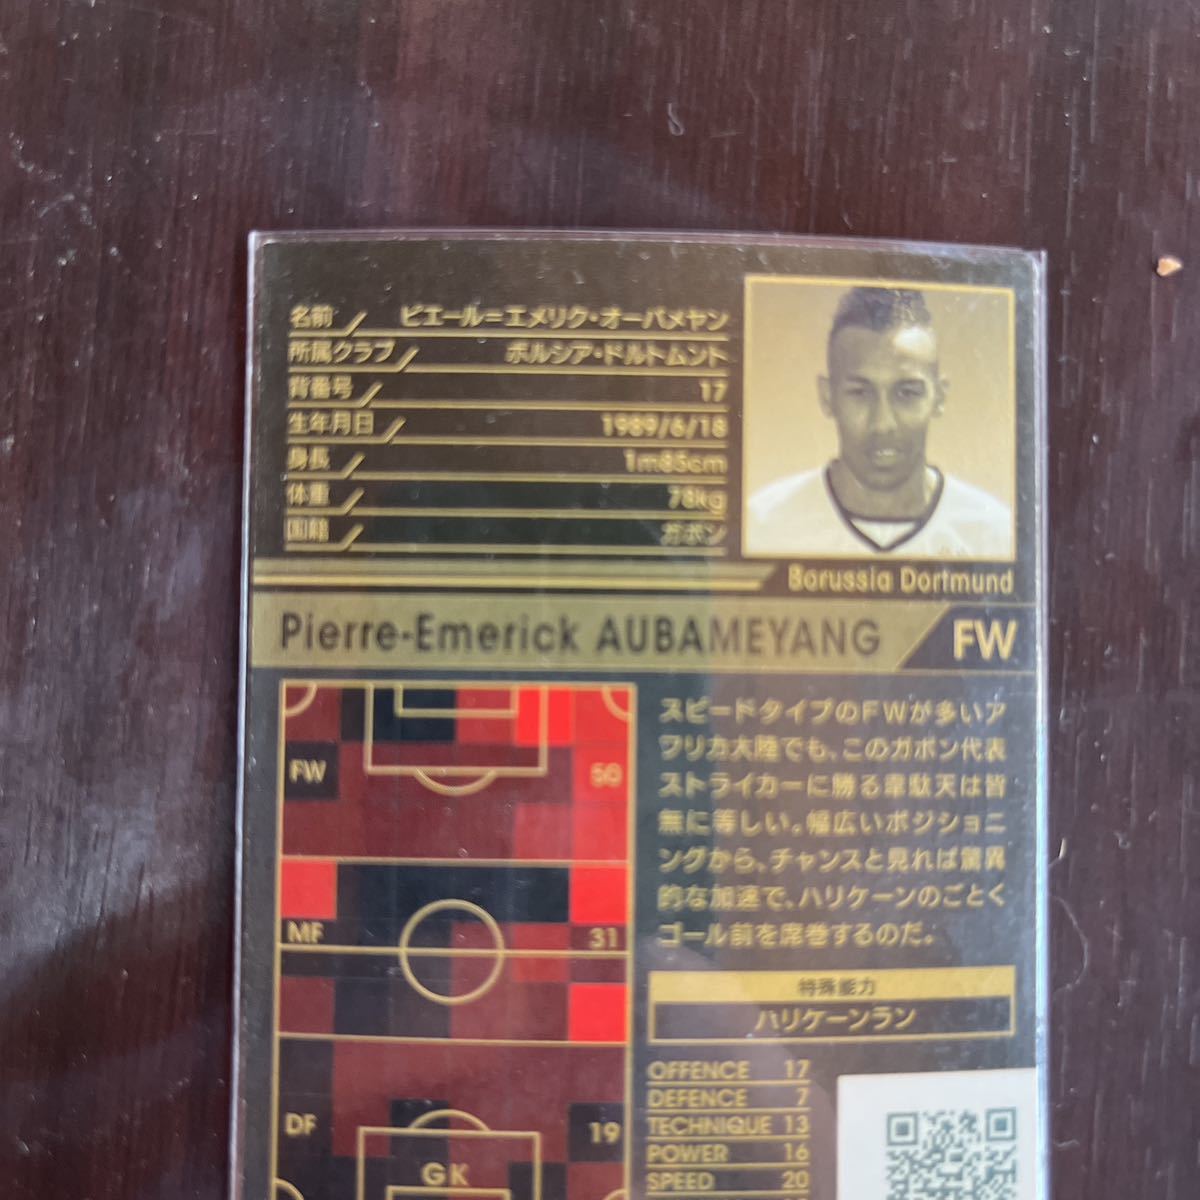 名前 ピエール=エメリク・オーバメヤン
所属クラブ ボルシア・ドルトムント
背番号 17
生年月日 1989/6/18
身長 1m85cm
体重 78kg
国籍 ガボン
Borussia Dortmund
Pierre-Emerick AUBAMEYANG FW
FW 50
MF 31
DF 19
GK
スピードタイプのFWが多いア
フリカ大陸でも、このガボン代表
ストライカーに勝る韋駄天は皆
無に等しい。幅広いポジショニ
ングから、チャンスと見れば驚異
的な加速で、ハリケーンのごとく
ゴール前を席巻するのだ。
特殊能力
ハリケーンラン
OFFENCE 17
DEFENCE 7
TECHNIQUE 13
POWER 16
SPEED 20